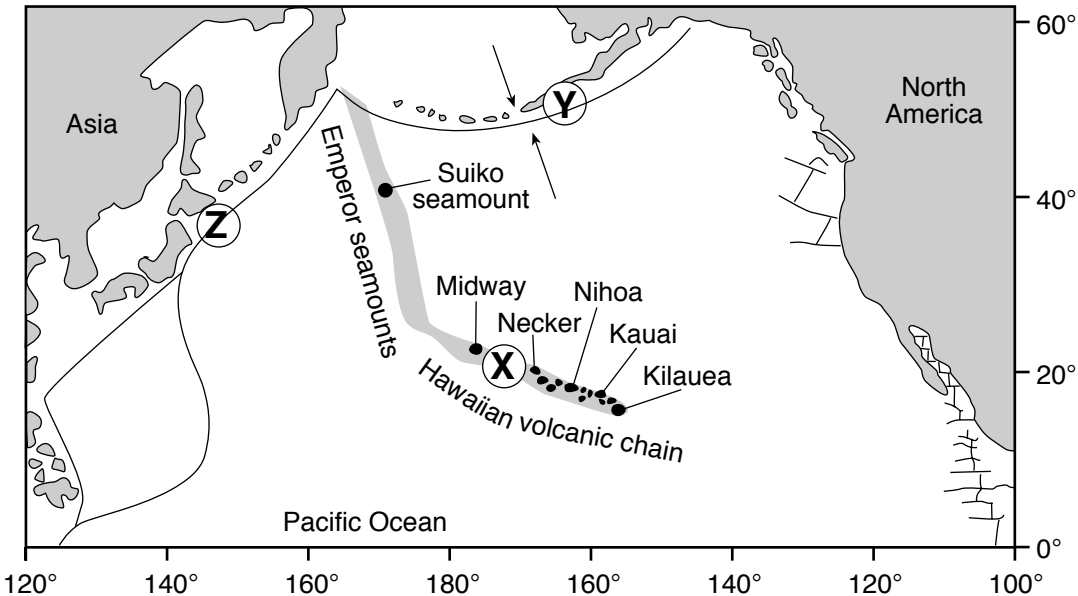 60°
Asia
North
America
Y
Suiko
seamount
40°
Z
Emperor seamounts
Midway
Nihoa
Necker
Kauai
X
Kilauea
20°
Hawaiian volcanic chain
Pacific Ocean
0°
120° 140° 160° 180° 160° 140° 120° 100°